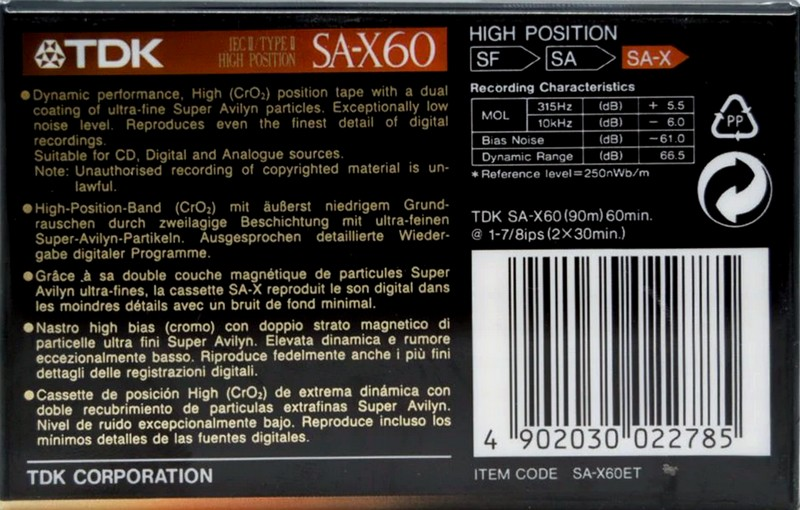 TDK
IEC II/TYPE II
HIGH POSITION
SA-X60
●Dynamic performance, High (CrO₂) position tape with a dual
coating of ultra-fine Super Avilyn particles. Exceptionally low
noise level. Reproduces even the finest detail of digital
recordings.
Suitable for CD, Digital and Analogue sources.
Note: Unauthorised recording of copyrighted material is un-
lawful.
●High-Position-Band (CrO₂) mit äußerst niedrigem Grund-
rauschen durch zweilagige Beschichtung mit ultra-feinen
Super-Avilyn-Partikeln. Ausgesprochen detaillierte Wieder-
gabe digitaler Programme.
●Grâce à sa double couche magnétique de particules Super
Avilyn ultra-fines, la cassette SA-X reproduit le son digital dans
les moindres détails avec un bruit de fond minimal.
●Nastro high bias (cromo) con doppio strato magnetico di
particelle ultra fini Super Avilyn. Elevata dinamica e rumore
eccezionalmente basso. Riproduce fedelmente anche i più fini
dettagli delle registrazioni digitali.
●Cassette de posición High (CrO₂) de extrema dinámica con
doble recubrimiento de particulas extrafinas Super Avilyn.
Nivel de ruido excepcionalmente bajo. Reproduce incluso los
mínimos detalles de las fuentes digitales.
TDK CORPORATION
HIGH POSITION
SF SA SA-X
Recording Characteristics
MOL 315Hz (dB) + 5.5
10kHz (dB) − 6.0
Bias Noise (dB) −61.0
Dynamic Range (dB) 66.5
*Reference level=250nWb/m
PP
TDK SA-X60 (90m) 60min.
@ 1-7/8ips (2×30min.)
4 902030 022785
ITEM CODE SA-X60ET